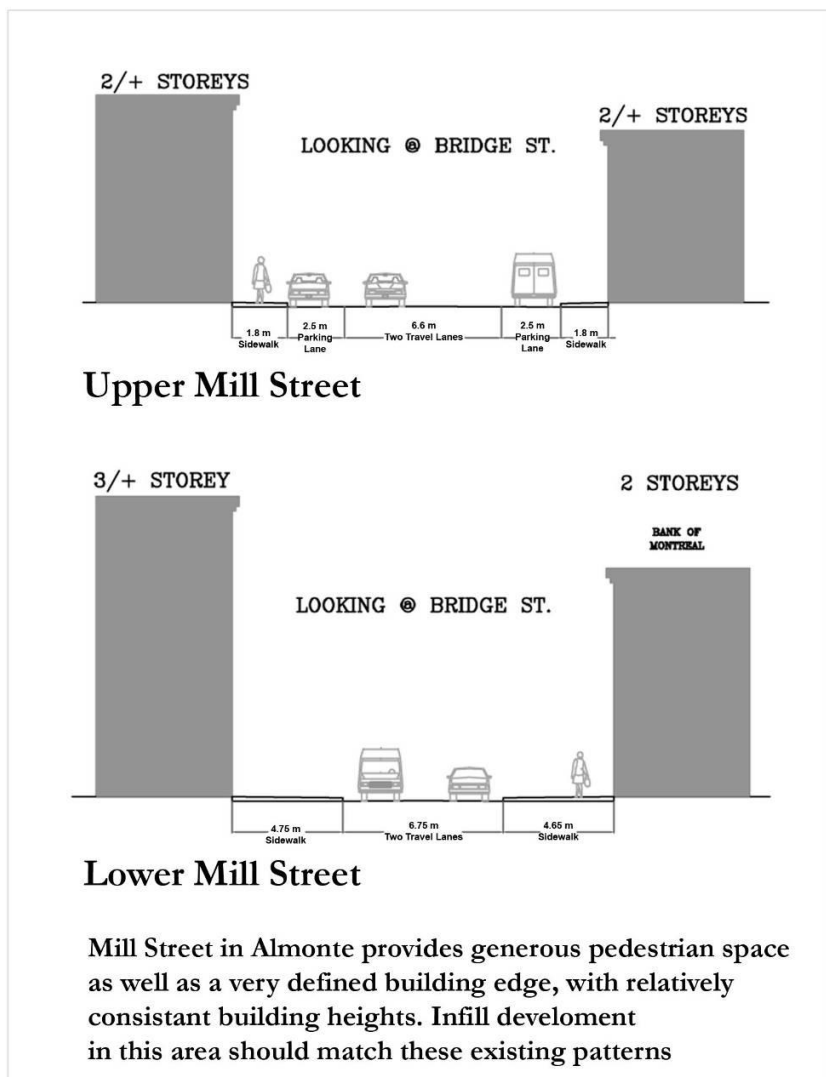 2/+ STOREYS
2/+ STOREYS
LOOKING @ BRIDGE ST.
1.8 m
Sidewalk
2.5 m
Parking
Lane
6.6 m
Two Travel Lanes
2.5 m
Parking
Lane
1.8 m
Sidewalk
Upper Mill Street
3/+ STOREY
2 STOREYS
BANK OF
MONTREAL
LOOKING @ BRIDGE ST.
4.75 m
Sidewalk
6.75 m
Two Travel Lanes
4.65 m
Sidewalk
Lower Mill Street
Mill Street in Almonte provides generous pedestrian space
as well as a very defined building edge, with relatively
consistant building heights. Infill develoment
in this area should match these existing patterns